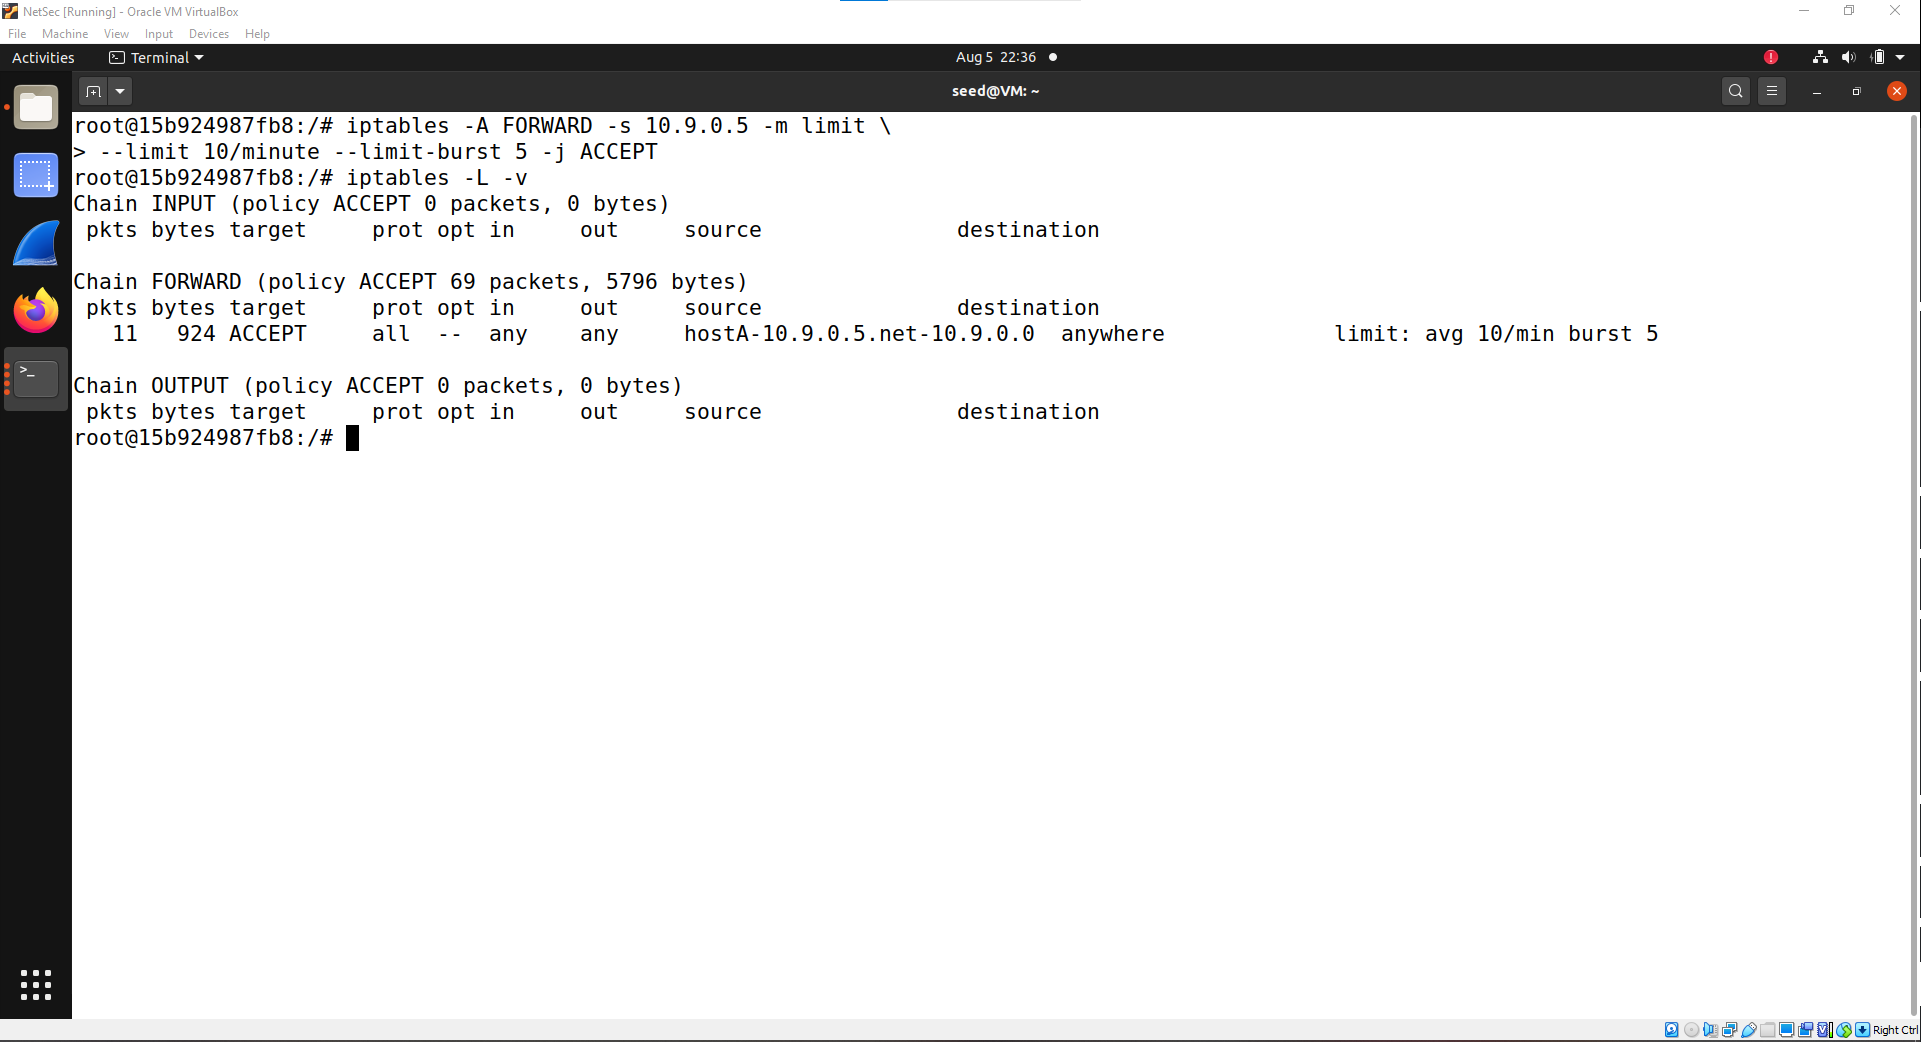 NetSec [Running] - Oracle VM VirtualBox
File Machine View Input Devices Help
Activities Terminal Aug 5 22:36
seed@VM: ~
root@15b924987fb8:/# iptables -A FORWARD -s 10.9.0.5 -m limit \
> --limit 10/minute --limit-burst 5 -j ACCEPT
root@15b924987fb8:/# iptables -L -v
Chain INPUT (policy ACCEPT 0 packets, 0 bytes)
 pkts bytes target     prot opt in     out     source               destination

Chain FORWARD (policy ACCEPT 69 packets, 5796 bytes)
 pkts bytes target     prot opt in     out     source               destination
   11   924 ACCEPT     all  --  any    any     hostA-10.9.0.5.net-10.9.0.0  anywhere             limit: avg 10/min burst 5

Chain OUTPUT (policy ACCEPT 0 packets, 0 bytes)
 pkts bytes target     prot opt in     out     source               destination
root@15b924987fb8:/#
Right Ctrl